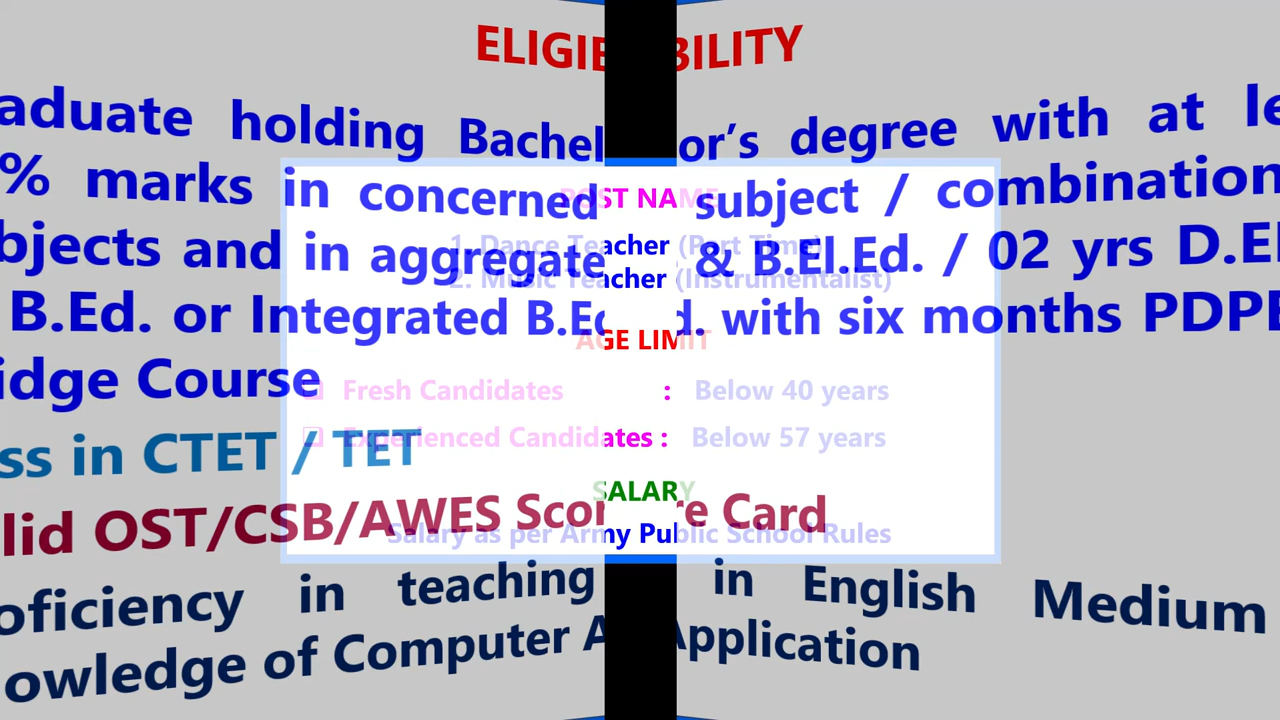 ELIGIBILITY
aduate holding Bachelor's degree with at le
% marks in concerned subject / combination
bjects and in aggregate & B.El.Ed. / 02 yrs D.El
B.Ed. or Integrated B.Ed. with six months PDPE
idge Course
ss in CTET / TET
lid OST/CSB/AWES Score Card
oficiency in teaching in English Medium
owledge of Computer Application
POST NAME
1. Dance Teacher (Part Time)
2. Music Teacher (Instrumentalist)
AGE LIMIT
❑ Fresh Candidates : Below 40 years
❑ Experienced Candidates : Below 57 years
SALARY
Salary as per Army Public School Rules